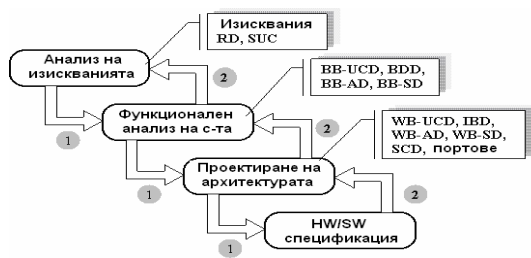 Изисквания
RD, SUC
Анализ на
изискванията
2
BB-UCD, BDD,
BB-AD, BB-SD
1
Функционален
анализ на с-та
2
WB-UCD, IBD,
WB-AD, WB-SD,
SCD, портове
1
Проектиране на
архитектурата
2
1
HW/SW
спецификация